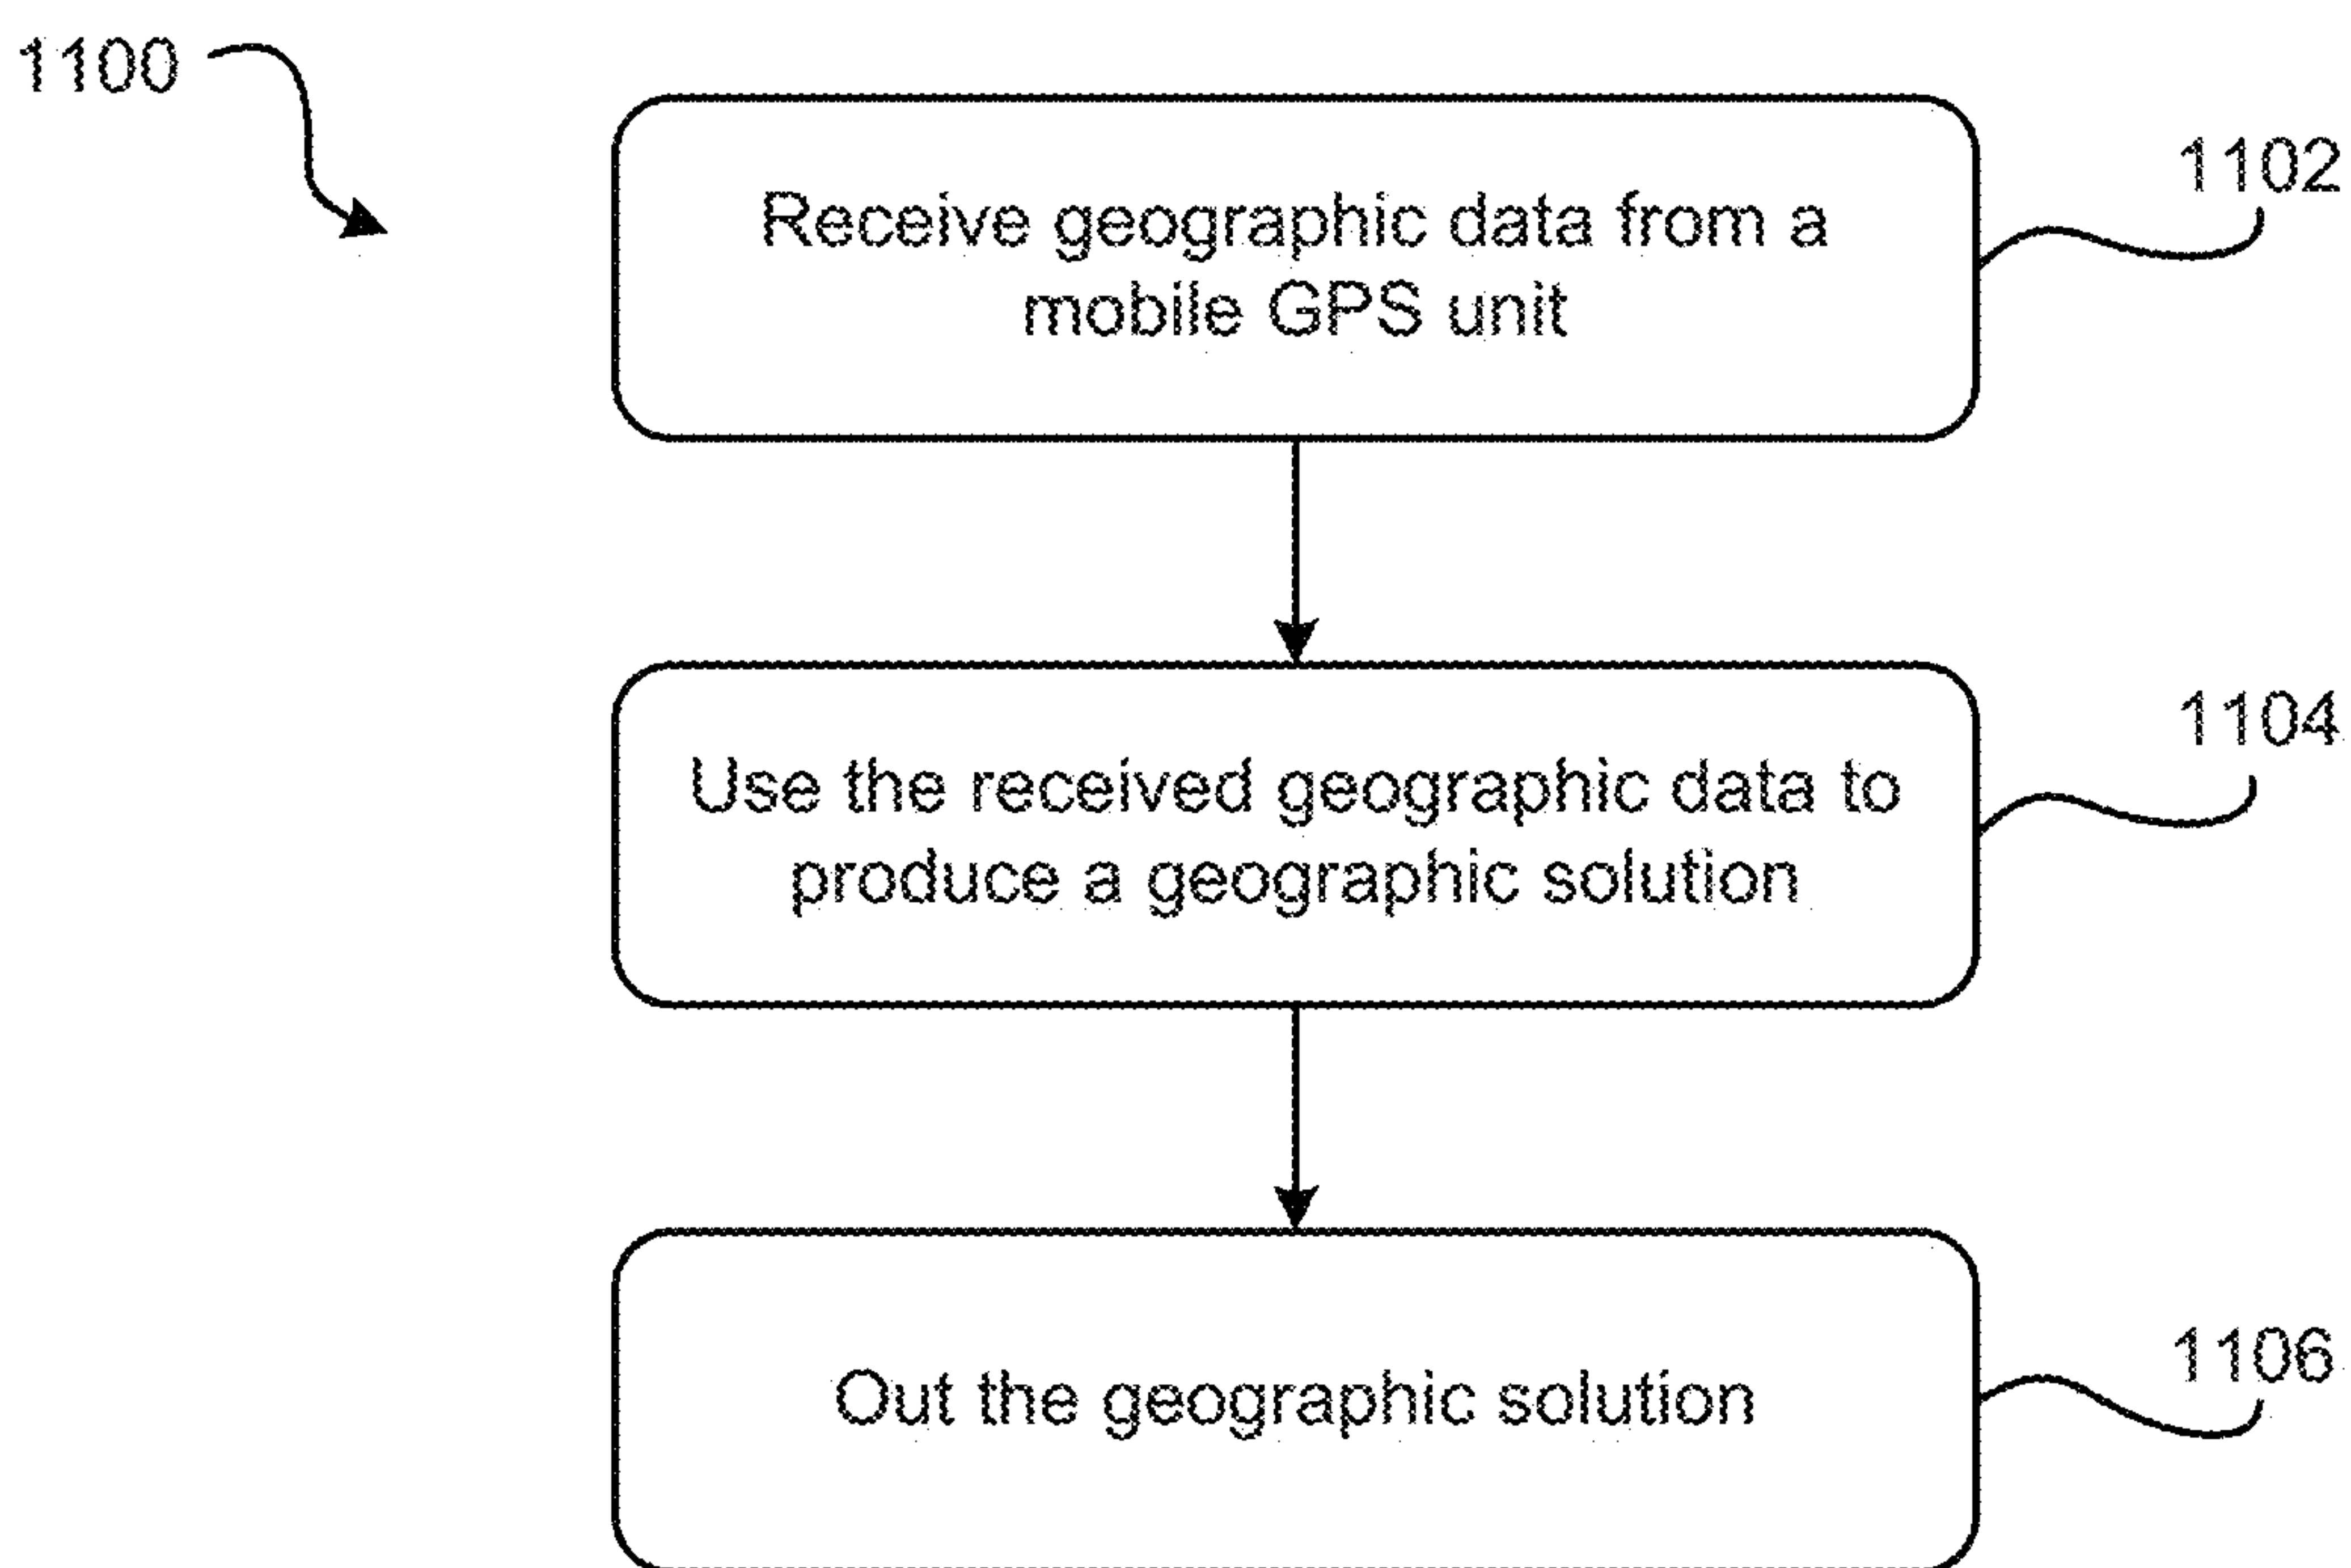 1100
1102
Receive geographic data from a
mobile GPS unit
1104
Use the received geographic data to
produce a geographic solution
1106
Out the geographic solution